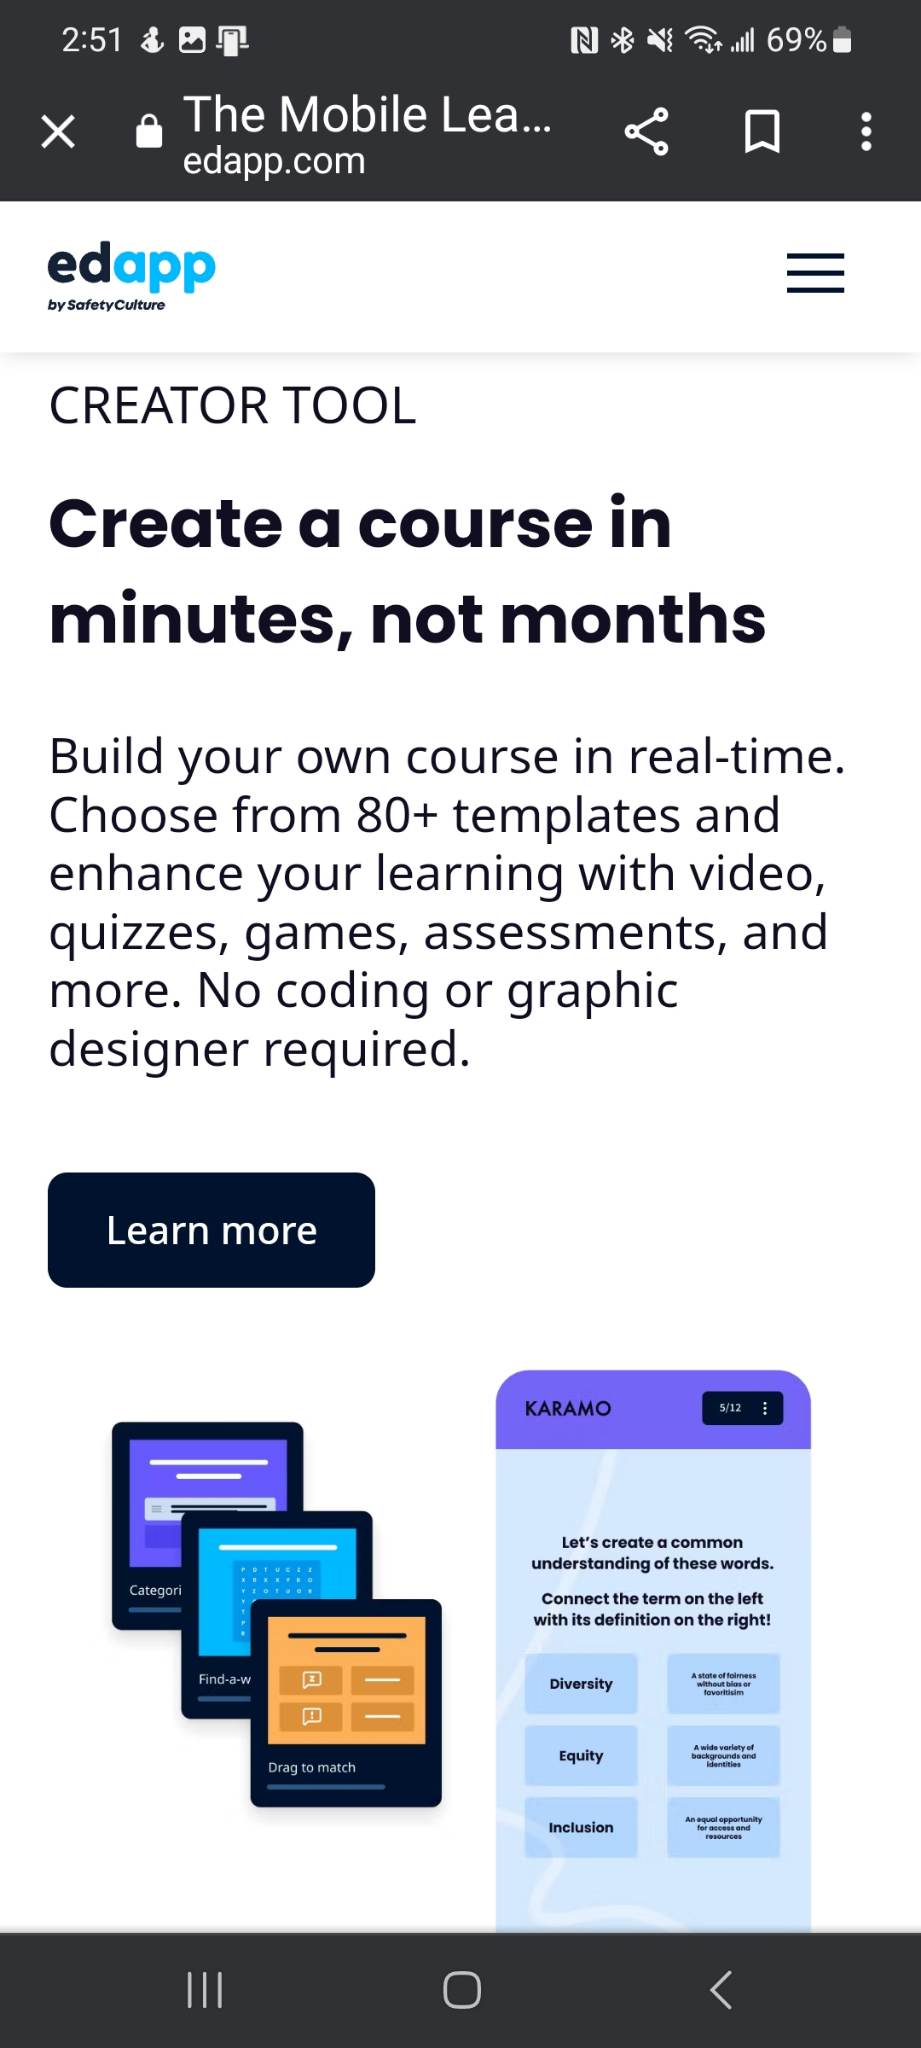 2:51
69%
The Mobile Lea...
edapp.com
edapp
by SafetyCulture
CREATOR TOOL
Create a course in
minutes, not months
Build your own course in real-time.
Choose from 80+ templates and
enhance your learning with video,
quizzes, games, assessments, and
more. No coding or graphic
designer required.
Learn more
Categori
Find-a-w
Drag to match
KARAMO
5/12
Let's create a common
understanding of these words.
Connect the term on the left
with its definition on the right!
Diversity
A state of fairness
without bias or
favoritisim
Equity
A wide variety of
backgrounds and
identities
Inclusion
An equal opportunity
for access and
resources